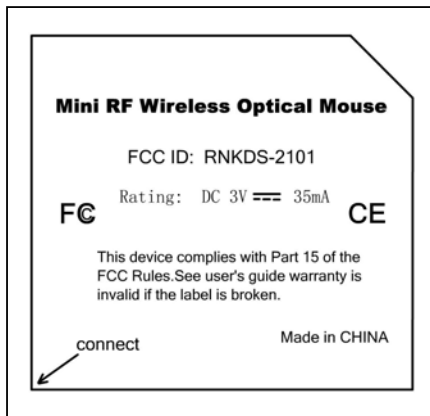 Mini RF Wireless Optical Mouse
FCC ID: RNKDS-2101
Rating: DC 3V ⎓ 35mA
FC CE
This device complies with Part 15 of the
FCC Rules.See user's guide warranty is
invalid if the label is broken.
Made in CHINA
connect